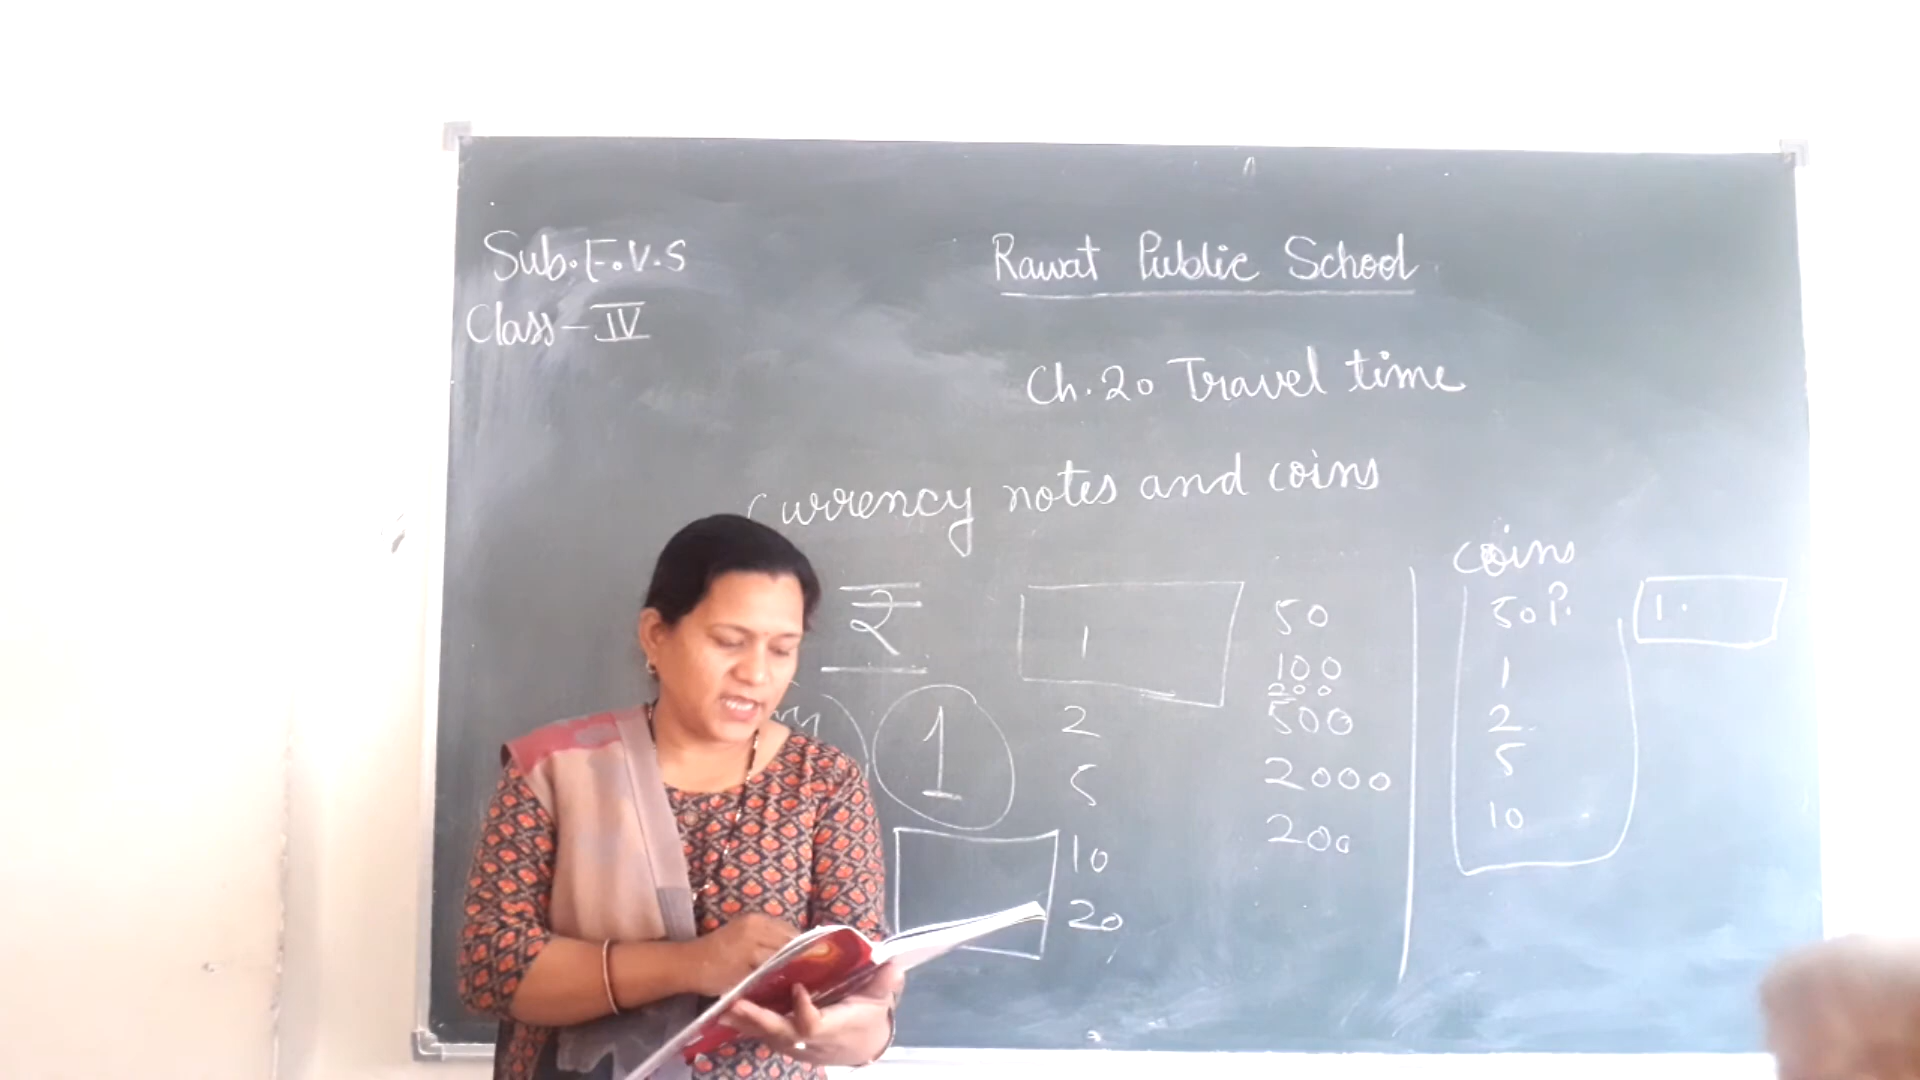 Sub. E.V.S
Class - IV
Rawat Public School
Ch. 20 Travel time
Currency notes and coins
₹
1
1
2
5
10
20
50
100
200
500
2000
200
coins
50 P.
1
2
5
10
1.